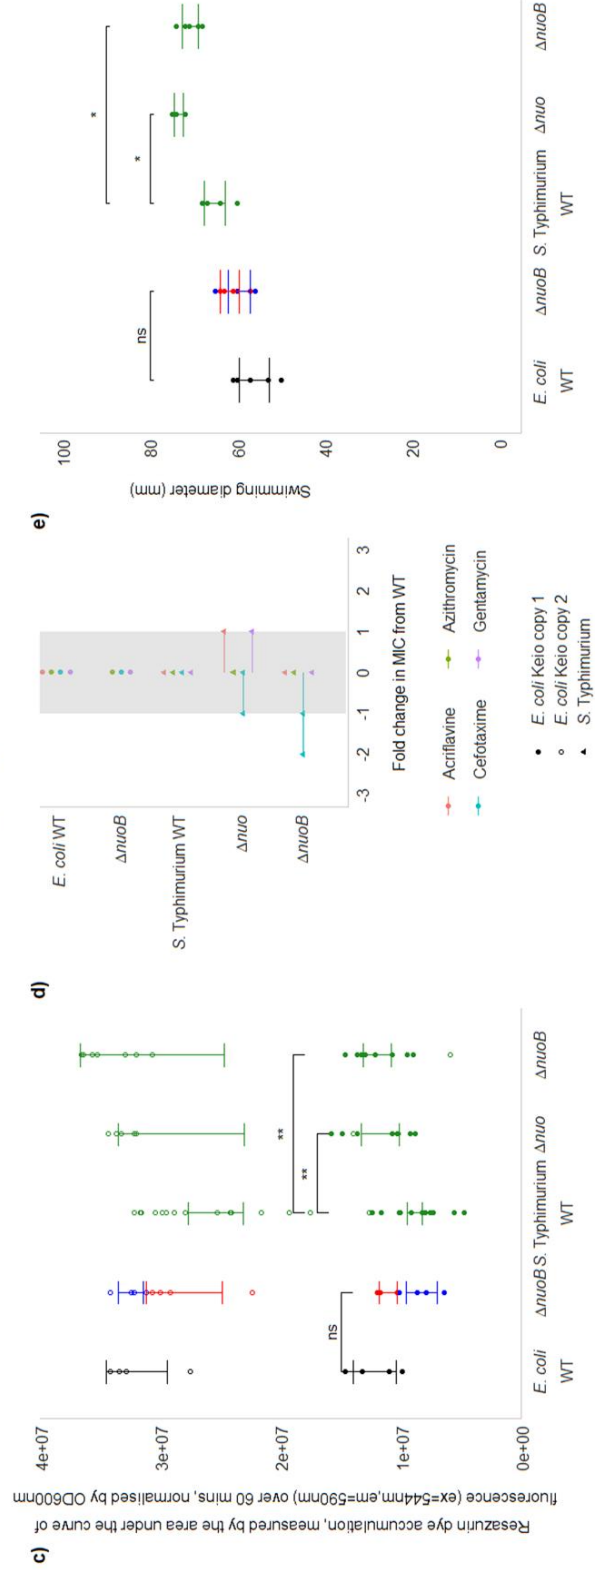 c)
Resazurin dye accumulation, measured by the area under the curve of
fluorescence (ex=544nm,em=590nm) over 60 mins, normalised by OD600nm
4e+07
3e+07
2e+07
1e+07
0e+00
ns
**
**
E. coli
WT
ΔnuoB
S. Typhimurium
WT
Δnuo
ΔnuoB
d)
E. coli WT
ΔnuoB
S. Typhimurium WT
Δnuo
ΔnuoB
-3
-2
-1
0
1
2
3
Fold change in MIC from WT
Acriflavine
Azithromycin
Cefotaxime
Gentamycin
E. coli Keio copy 1
E. coli Keio copy 2
S. Typhimurium
e)
Swimming diameter (mm)
100
80
60
40
20
0
ns
*
*
E. coli
WT
ΔnuoB
S. Typhimurium
WT
Δnuo
ΔnuoB